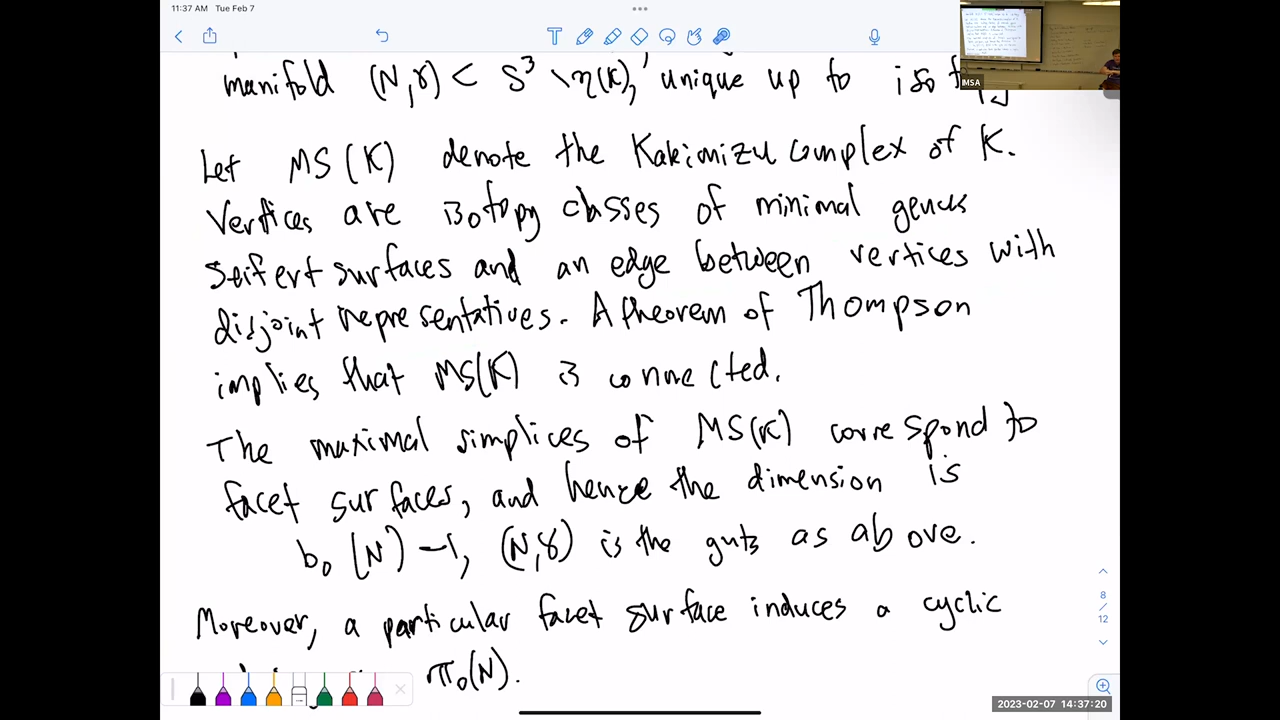 11:37 AM Tue Feb 7
manifold (N,γ) ⊂ S³ \ η(K), unique up to
Let MS(K) denote the Kakimizu complex of K.
Vertices are isotopy classes of minimal genus
Seifert surfaces and an edge between vertices with
disjoint representatives. A theorem of Thompson
implies that MS(K) is connected.
The maximal simplices of MS(K) correspond to
facet surfaces, and hence the dimension is
b₀(N) -1, (N,γ) is the guts as above.
Moreover, a particular facet surface induces a cyclic
π₀(N).
IMSA
8
/
12
2023-02-07 14:37:20